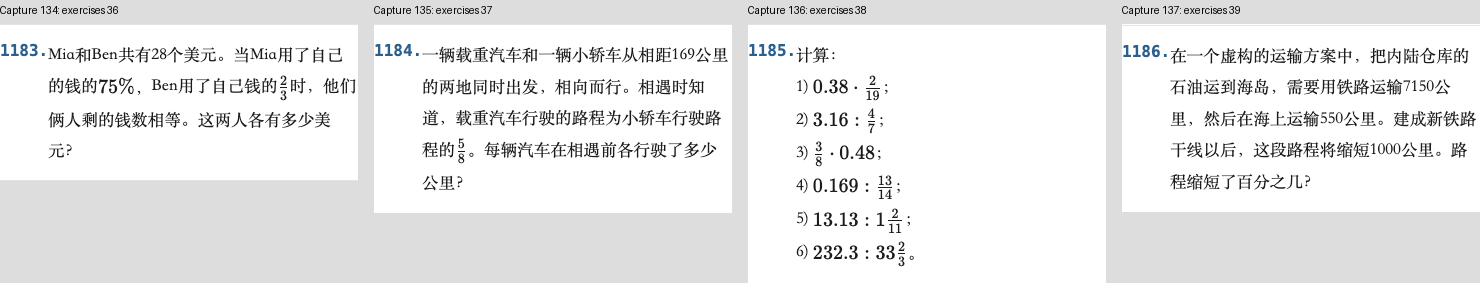 Capture 134: exercises 36
1183. Mia和Ben共有28个美元。当Mia用了自己
的钱的75%，Ben用了自己钱的2/3时，他们
俩人剩的钱数相等。这两人各有多少美
元?
Capture 135: exercises 37
1184. 一辆载重汽车和一辆小轿车从相距169公里
的两地同时出发，相向而行。相遇时知
道，载重汽车行驶的路程为小轿车行驶路
程的5/8。每辆汽车在相遇前各行驶了多少
公里?
Capture 136: exercises 38
1185. 计算：
1) 0.38 · 2/19;
2) 3.16 : 4/7;
3) 3/8 · 0.48;
4) 0.169 : 13/14;
5) 13.13 : 1 2/11;
6) 232.3 : 33 2/3。
Capture 137: exercises 39
1186. 在一个虚构的运输方案中，把内陆仓库的
石油运到海岛，需要用铁路运输7150公
里，然后在海上运输550公里。建成新铁路
干线以后，这段路程将缩短1000公里。路
程缩短了百分之几?